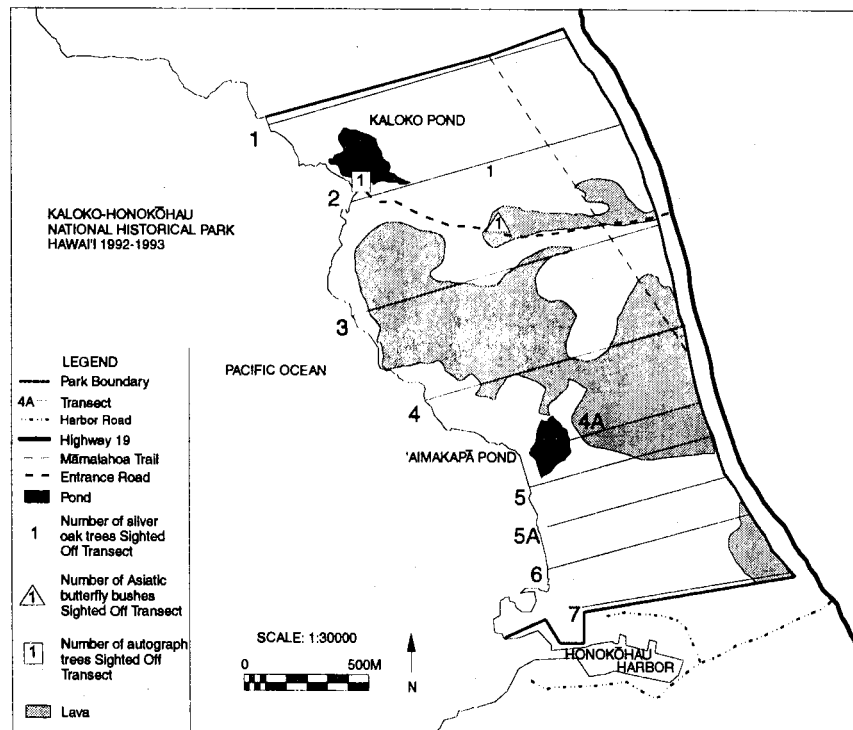 KALOKO POND
1
1
1
2
KALOKO-HONOKŌHAU
NATIONAL HISTORICAL PARK
HAWAI'I 1992-1993
1
3
LEGEND
Park Boundary
4A Transect
Harbor Road
Highway 19
Māmalahoa Trail
Entrance Road
Pond
1 Number of silver
oak trees Sighted
Off Transect
1 Number of Asiatic
butterfly bushes
Sighted Off Transect
1 Number of autograph
trees Sighted Off
Transect
Lava
PACIFIC OCEAN
4
4A
'AIMAKAPĀ POND
5
5A
6
7
SCALE: 1:30000
0 500M
N
HONOKŌHAU
HARBOR